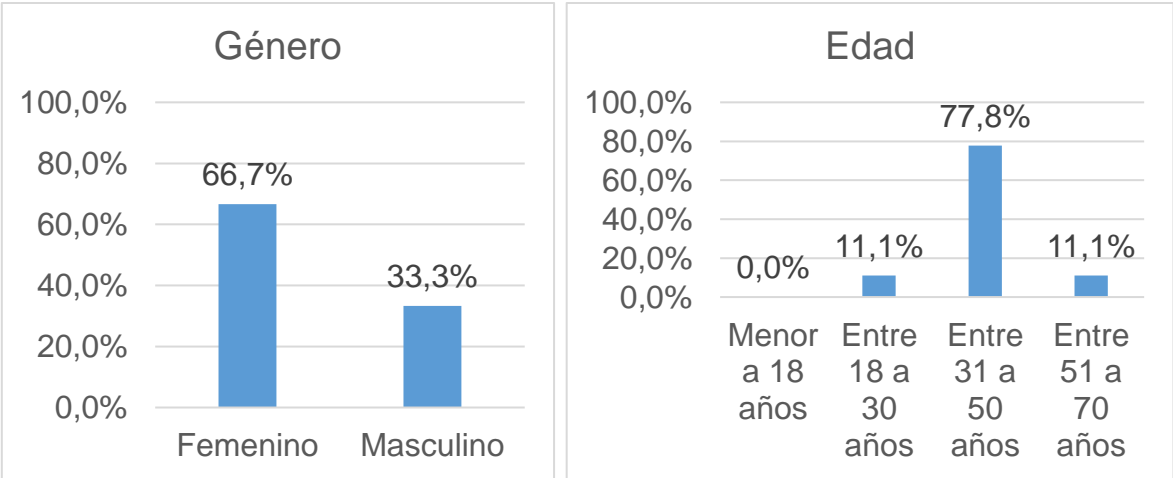 Género
100,0%
80,0%
60,0%
40,0%
20,0%
0,0%
66,7%
33,3%
Femenino
Masculino
Edad
100,0%
80,0%
60,0%
40,0%
20,0%
0,0%
0,0%
11,1%
77,8%
11,1%
Menor
a 18
años
Entre
18 a
30
años
Entre
31 a
50
años
Entre
51 a
70
años